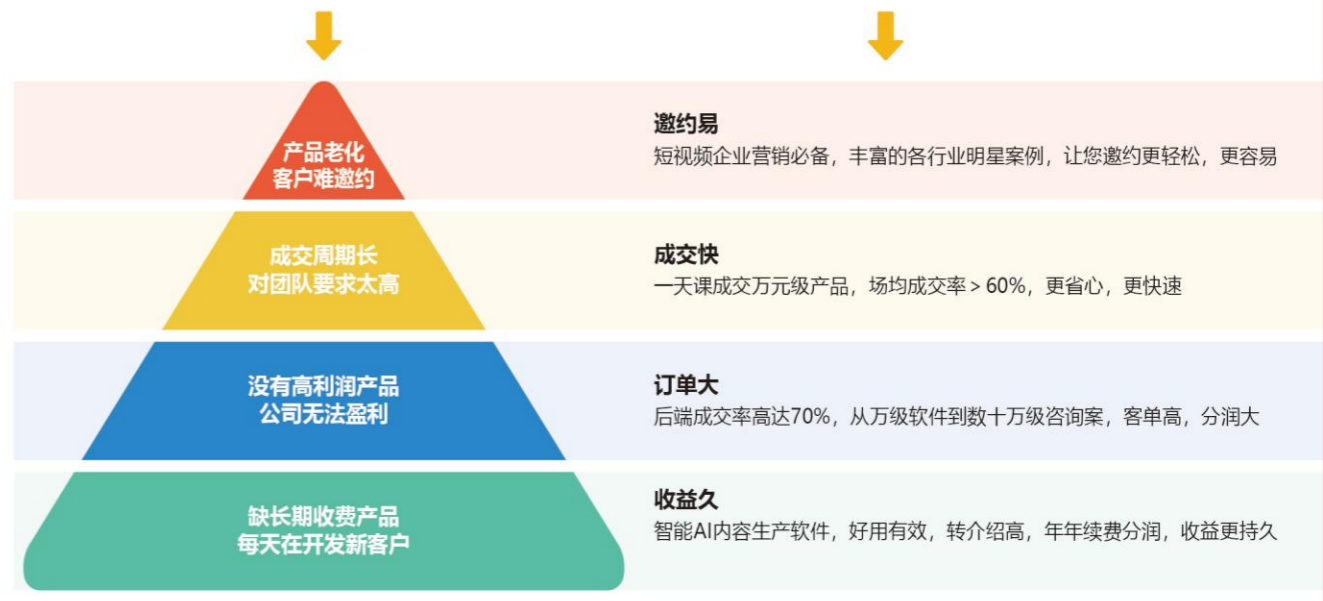 产品老化
客户难邀约
邀约易
短视频企业营销必备，丰富的各行业明星案例，让您邀约更轻松，更容易
成交周期长
对团队要求太高
成交快
一天课成交万元级产品，场均成交率＞60%，更省心，更快速
没有高利润产品
公司无法盈利
订单大
后端成交率高达70%，从万级软件到数十万级咨询案，客单高，分润大
缺长期收费产品
每天在开发新客户
收益久
智能AI内容生产软件，好用有效，转介绍高，年年续费分润，收益更持久